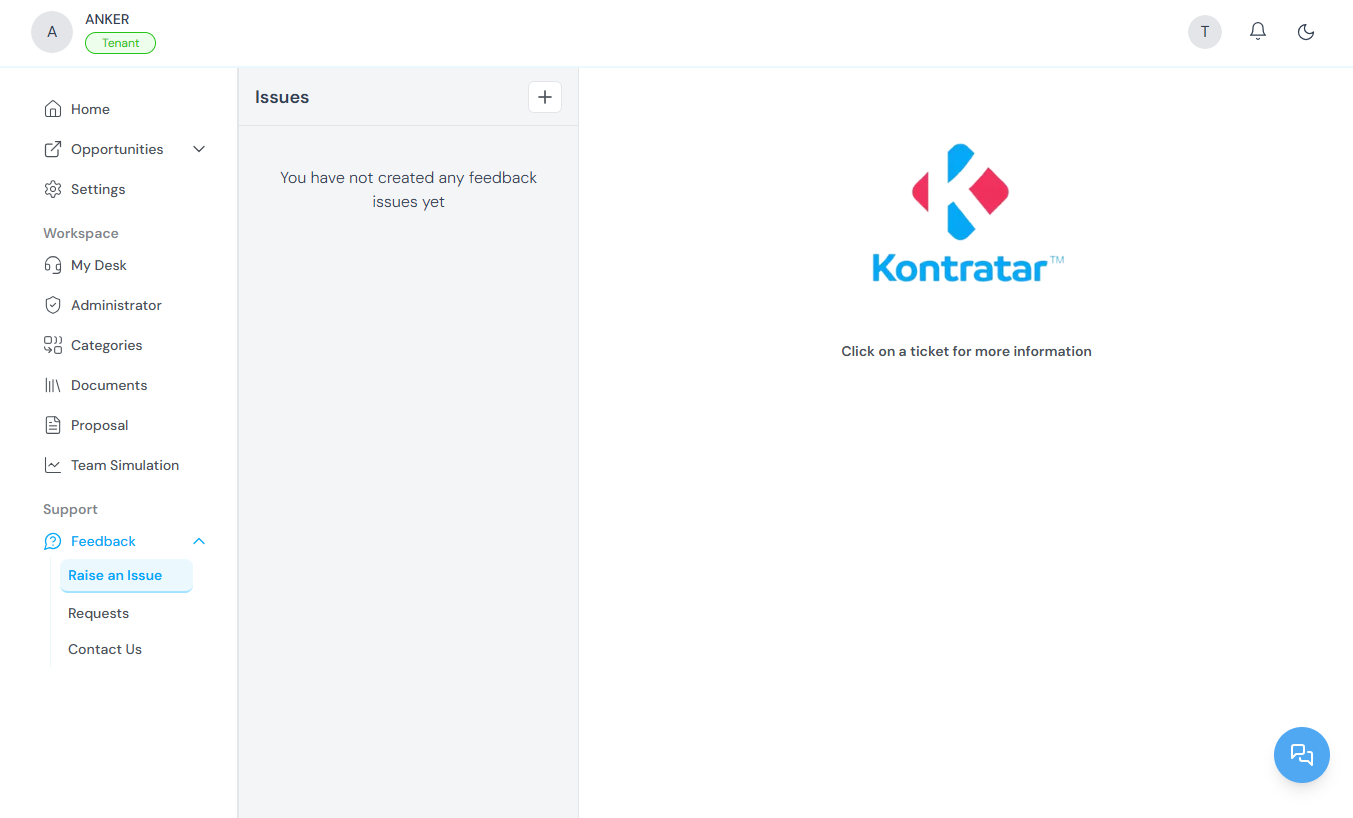 A
ANKER
Tenant
T
Home
Opportunities
Settings
Workspace
My Desk
Administrator
Categories
Documents
Proposal
Team Simulation
Support
Feedback
Raise an Issue
Requests
Contact Us
Issues
You have not created any feedback
issues yet
Kontratar™
Click on a ticket for more information